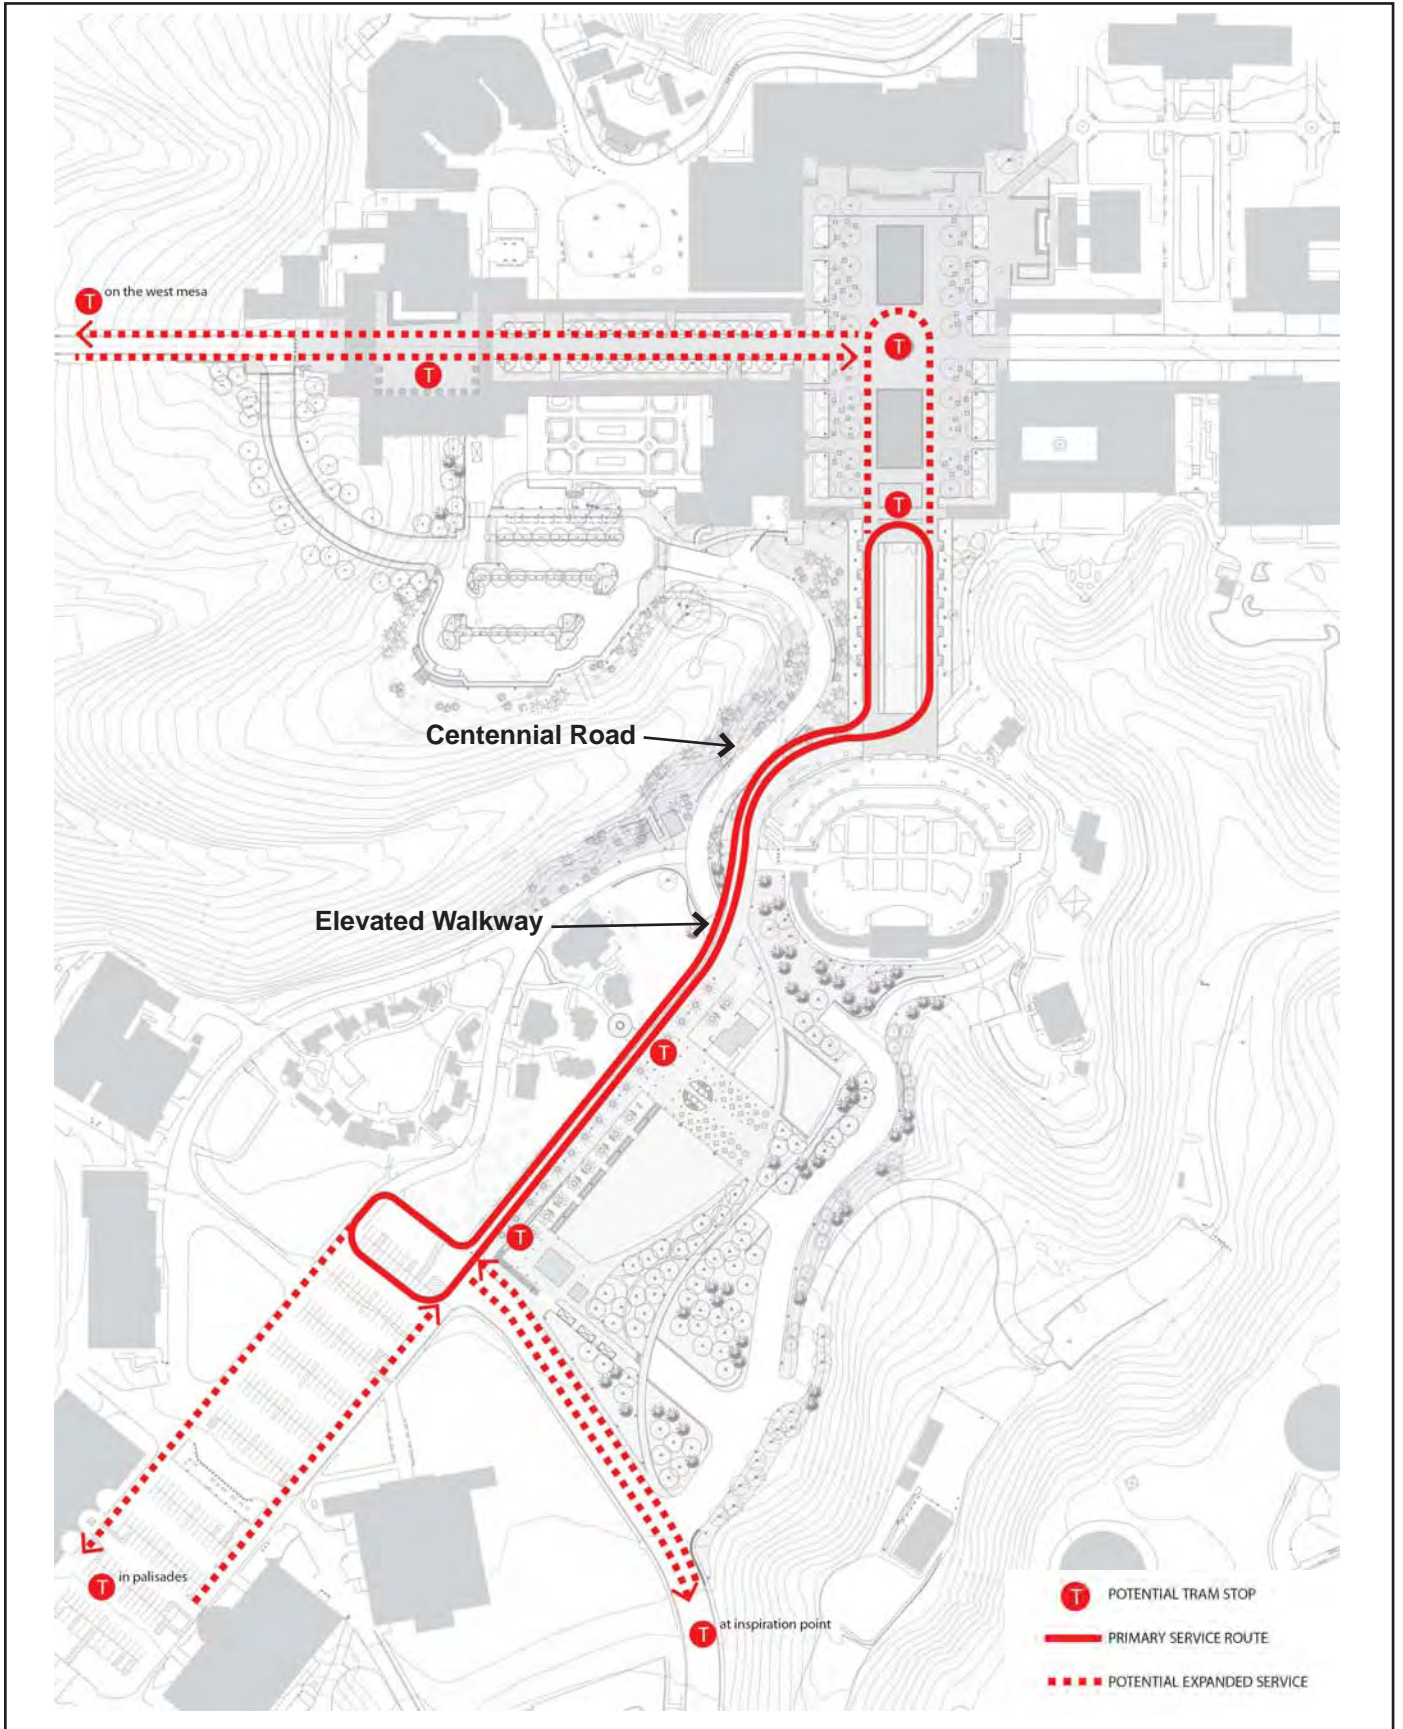 T on the west mesa
T
T
T
Centennial Road
Elevated Walkway
T
T
T in palisades
T at inspiration point
T POTENTIAL TRAM STOP
PRIMARY SERVICE ROUTE
POTENTIAL EXPANDED SERVICE